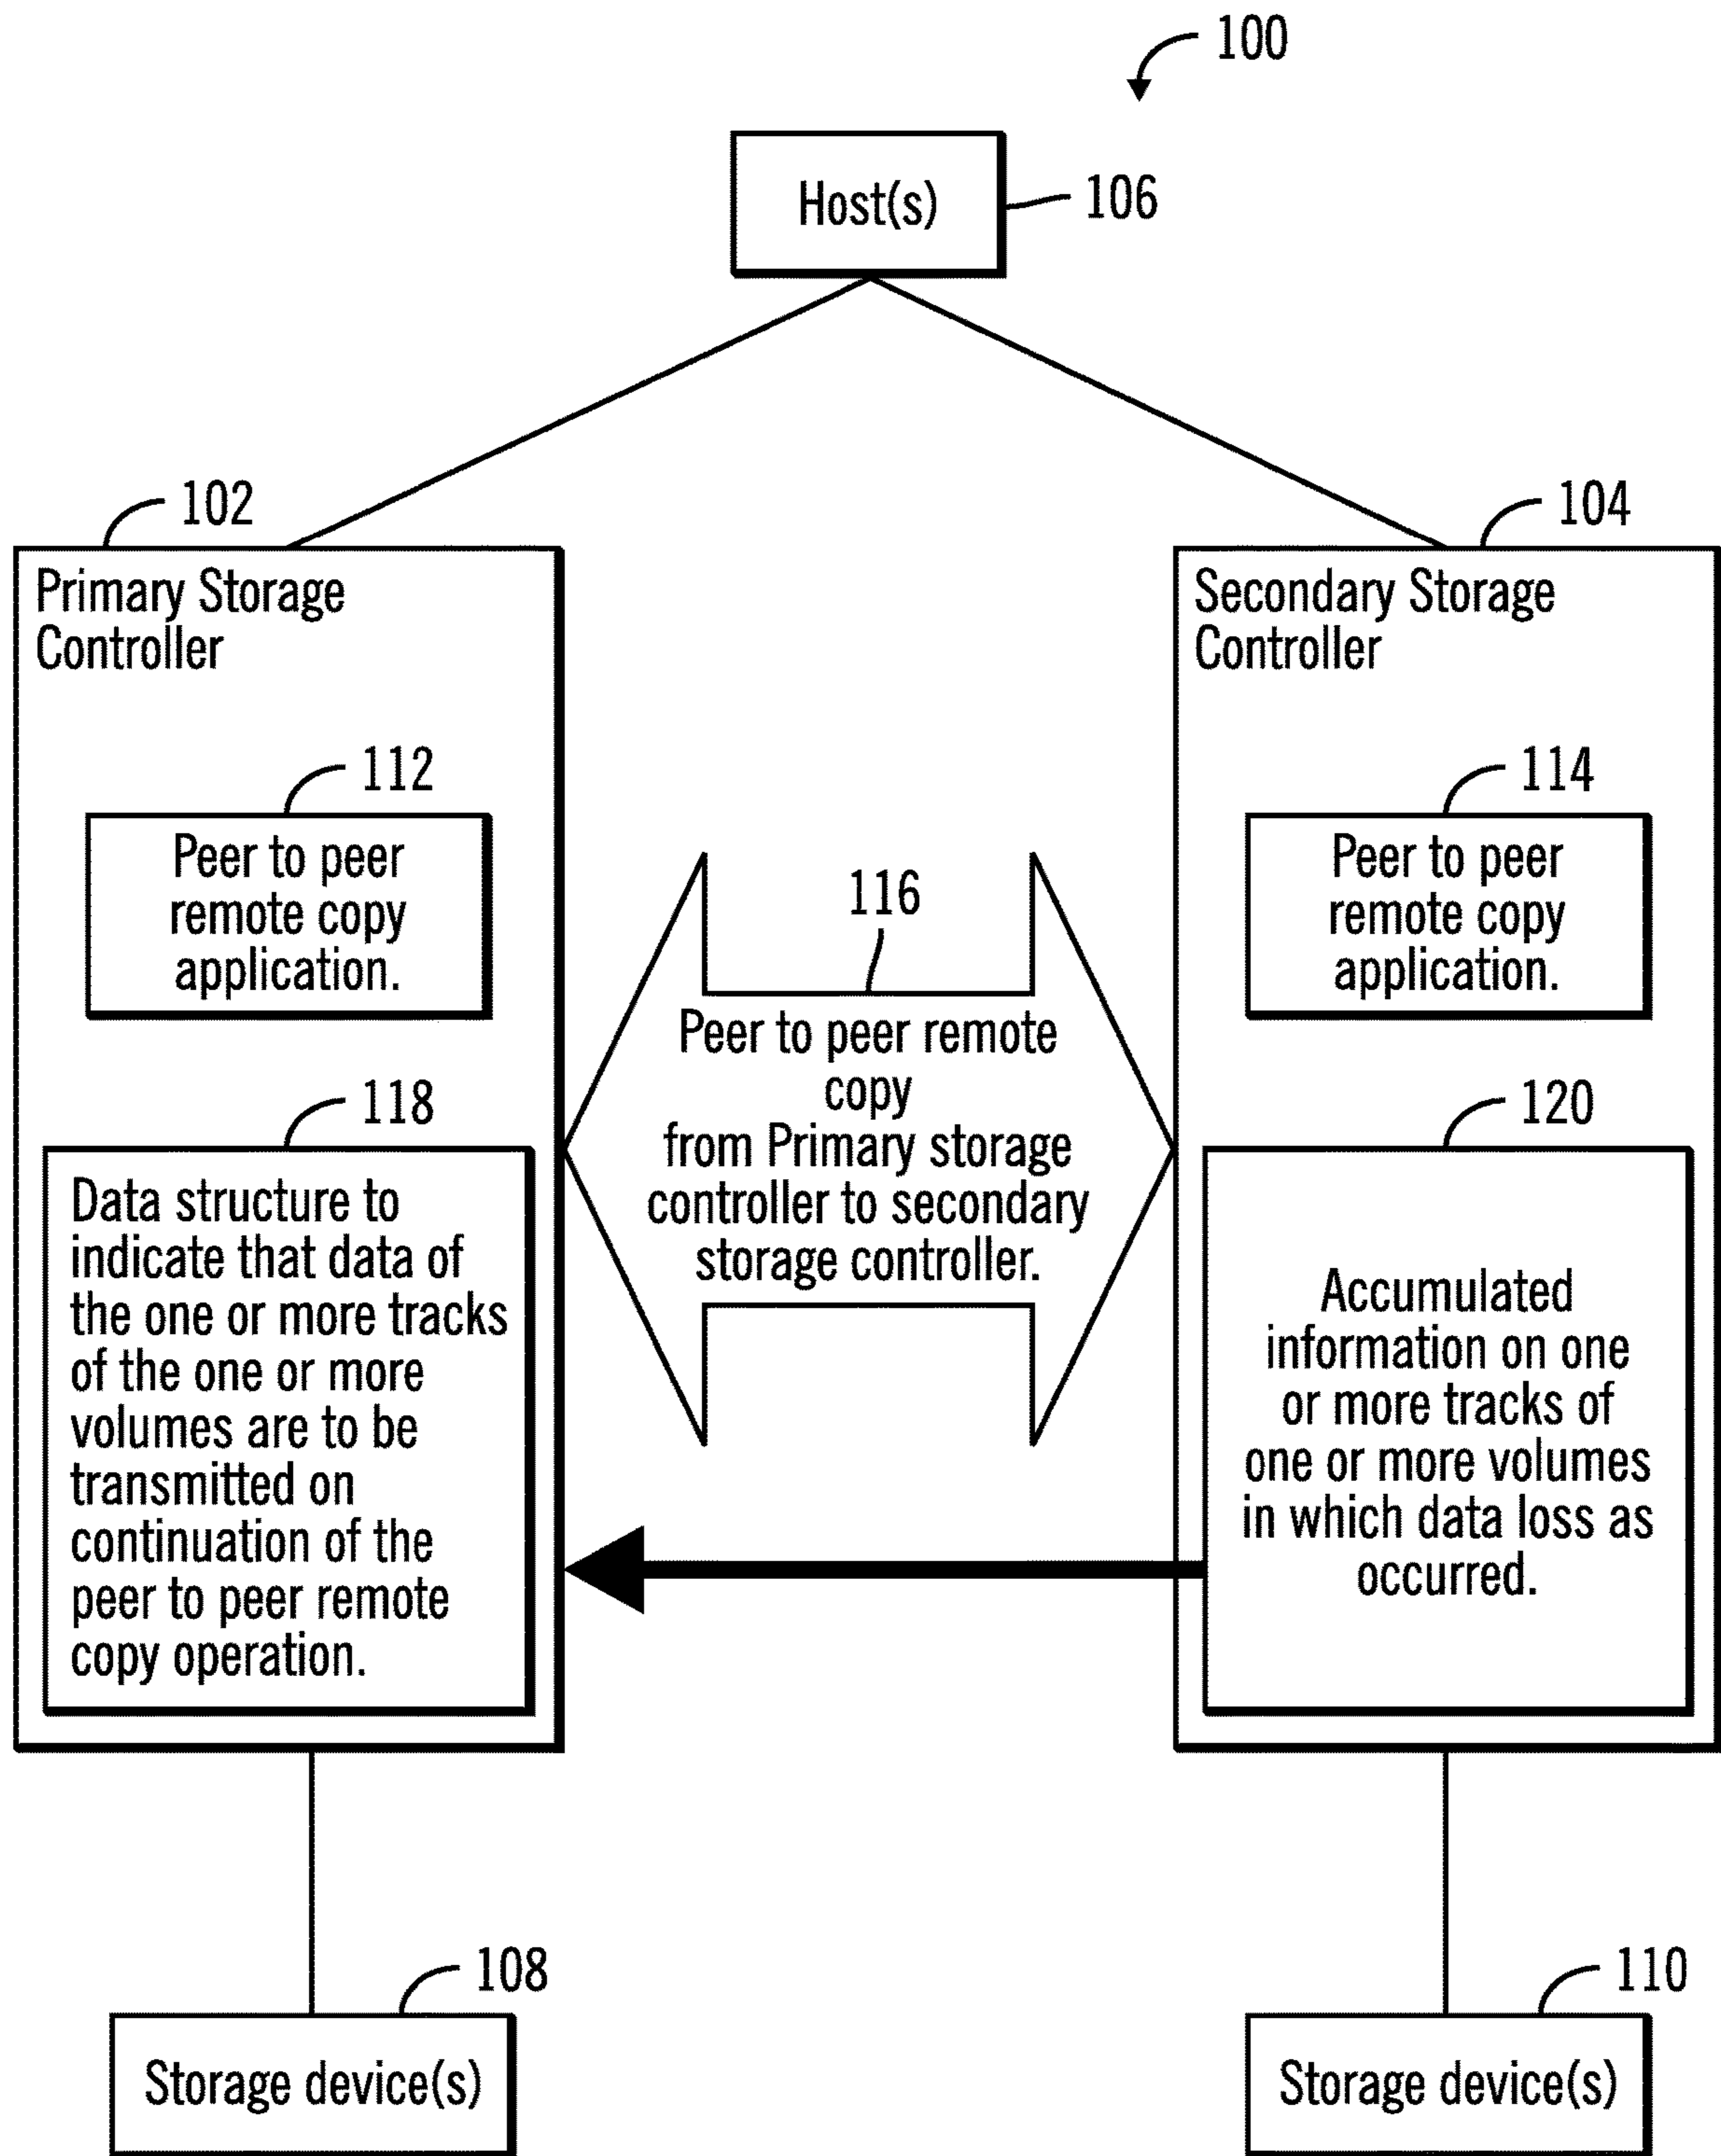 100
Host(s)
106
102
104
Primary Storage
Controller
Secondary Storage
Controller
112
Peer to peer
remote copy
application.
114
Peer to peer
remote copy
application.
116
Peer to peer remote
copy
from Primary storage
controller to secondary
storage controller.
118
Data structure to
indicate that data of
the one or more tracks
of the one or more
volumes are to be
transmitted on
continuation of the
peer to peer remote
copy operation.
120
Accumulated
information on one
or more tracks of
one or more volumes
in which data loss as
occurred.
108
Storage device(s)
110
Storage device(s)